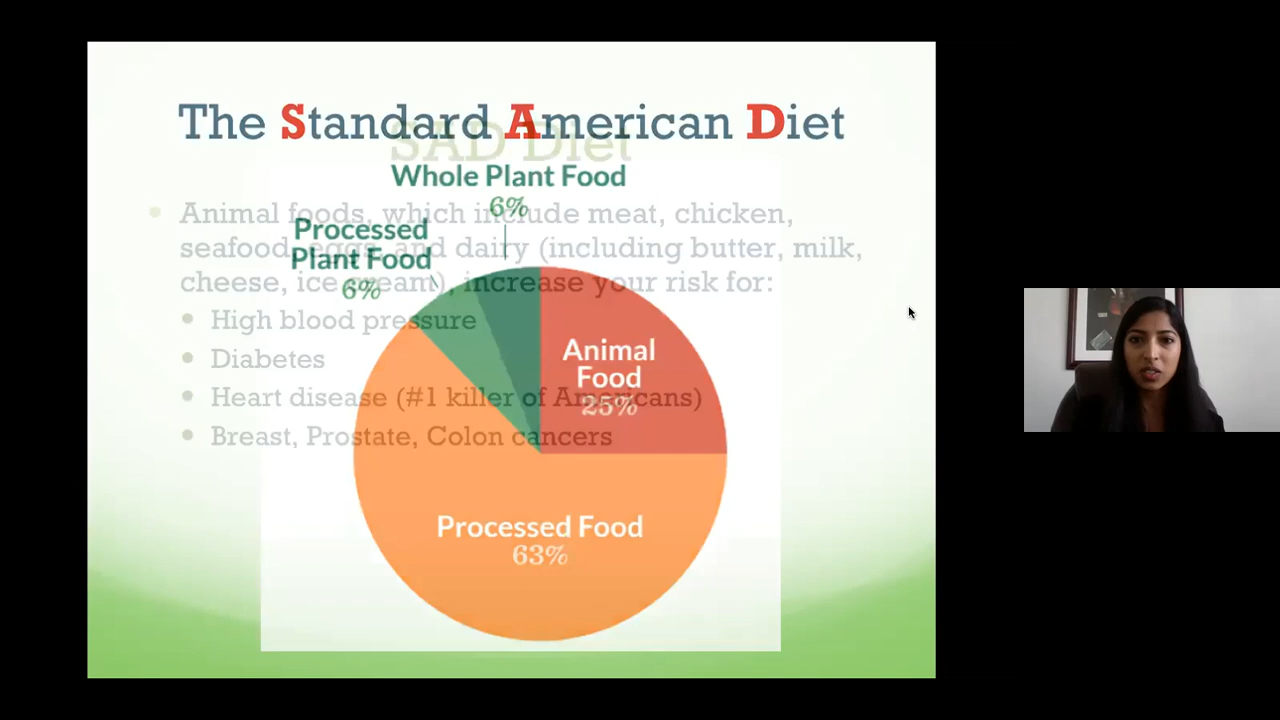 The Standard American Diet
SAD Diet
Whole Plant Food
6%
Processed
Plant Food
6%
Animal
Food
25%
Processed Food
63%
Animal foods, which include meat, chicken,
seafood, eggs, and dairy (including butter, milk,
cheese, ice cream), increase your risk for:
High blood pressure
Diabetes
Heart disease (#1 killer of Americans)
Breast, Prostate, Colon cancers